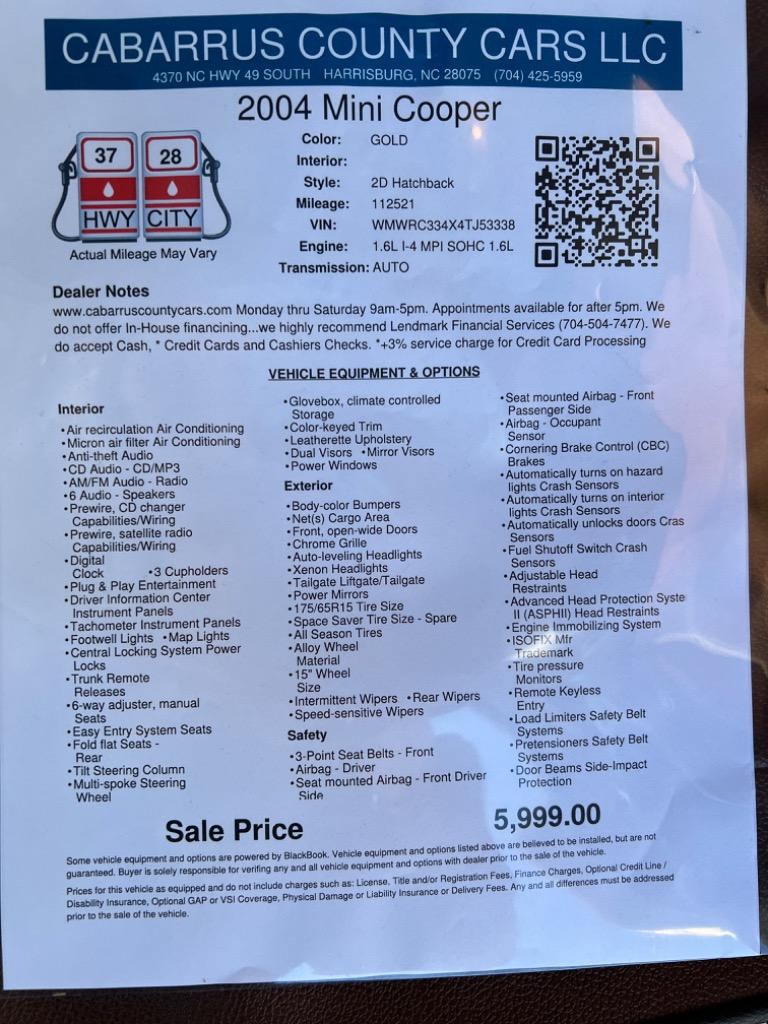 CABARRUS COUNTY CARS LLC
4370 NC HWY 49 SOUTH HARRISBURG, NC 28075 (704) 425-5959
2004 Mini Cooper
37 28
HWY CITY
Actual Mileage May Vary
Color: GOLD
Interior:
Style: 2D Hatchback
Mileage: 112521
VIN: WMWRC334X4TJ53338
Engine: 1.6L I-4 MPI SOHC 1.6L
Transmission: AUTO
Dealer Notes
www.cabarruscountycars.com Monday thru Saturday 9am-5pm. Appointments available for after 5pm. We
do not offer In-House financining...we highly recommend Lendmark Financial Services (704-504-7477). We
do accept Cash, * Credit Cards and Cashiers Checks. *+3% service charge for Credit Card Processing
VEHICLE EQUIPMENT & OPTIONS
Interior
•Air recirculation Air Conditioning
•Micron air filter Air Conditioning
•Anti-theft Audio
•CD Audio - CD/MP3
•AM/FM Audio - Radio
•6 Audio - Speakers
•Prewire, CD changer
Capabilities/Wiring
•Prewire, satellite radio
Capabilities/Wiring
•Digital
Clock •3 Cupholders
•Plug & Play Entertainment
•Driver Information Center
Instrument Panels
•Tachometer Instrument Panels
•Footwell Lights •Map Lights
•Central Locking System Power
Locks
•Trunk Remote
Releases
•6-way adjuster, manual
Seats
•Easy Entry System Seats
•Fold flat Seats -
Rear
•Tilt Steering Column
•Multi-spoke Steering
Wheel
•Glovebox, climate controlled
Storage
•Color-keyed Trim
•Leatherette Upholstery
•Dual Visors •Mirror Visors
•Power Windows
Exterior
•Body-color Bumpers
•Net(s) Cargo Area
•Front, open-wide Doors
•Chrome Grille
•Auto-leveling Headlights
•Xenon Headlights
•Tailgate Liftgate/Tailgate
•Power Mirrors
•175/65R15 Tire Size
•Space Saver Tire Size - Spare
•All Season Tires
•Alloy Wheel
Material
•15" Wheel
Size
•Intermittent Wipers •Rear Wipers
•Speed-sensitive Wipers
Safety
•3-Point Seat Belts - Front
•Airbag - Driver
•Seat mounted Airbag - Front Driver
Side
•Seat mounted Airbag - Front
Passenger Side
•Airbag - Occupant
Sensor
•Cornering Brake Control (CBC)
Brakes
•Automatically turns on hazard
lights Crash Sensors
•Automatically turns on interior
lights Crash Sensors
•Automatically unlocks doors Cras
Sensors
•Fuel Shutoff Switch Crash
Sensors
•Adjustable Head
Restraints
•Advanced Head Protection Syste
II (ASPHII) Head Restraints
•Engine Immobilizing System
•ISOFIX Mfr
Trademark
•Tire pressure
Monitors
•Remote Keyless
Entry
•Load Limiters Safety Belt
Systems
•Pretensioners Safety Belt
Systems
•Door Beams Side-Impact
Protection
Sale Price 5,999.00
Some vehicle equipment and options are powered by BlackBook. Vehicle equipment and options listed above are believed to be installed, but are not
guaranteed. Buyer is solely responsible for verifing any and all vehicle equipment and options with dealer prior to the sale of the vehicle.
Prices for this vehicle as equipped and do not include charges such as: License, Title and/or Registration Fees, Finance Charges, Optional Credit Line /
Disability Insurance, Optional GAP or VSI Coverage, Physical Damage or Liability Insurance or Delivery Fees. Any and all differences must be addressed
prior to the sale of the vehicle.